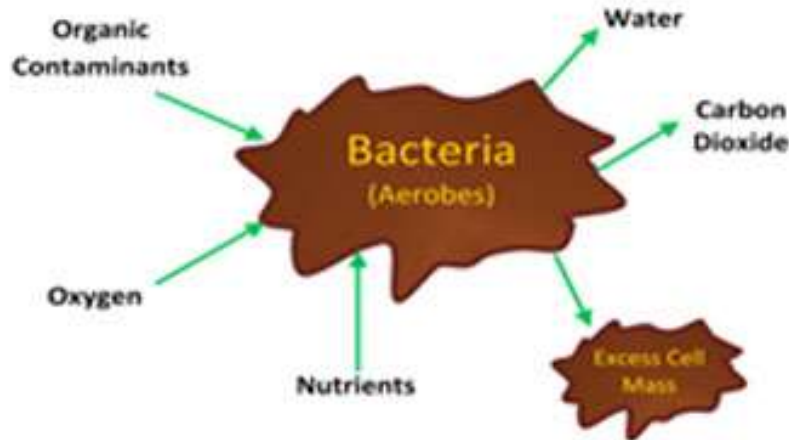 Organic
Contaminants
Water
Carbon
Dioxide
Bacteria
(Aerobes)
Oxygen
Nutrients
Excess Cell
Mass